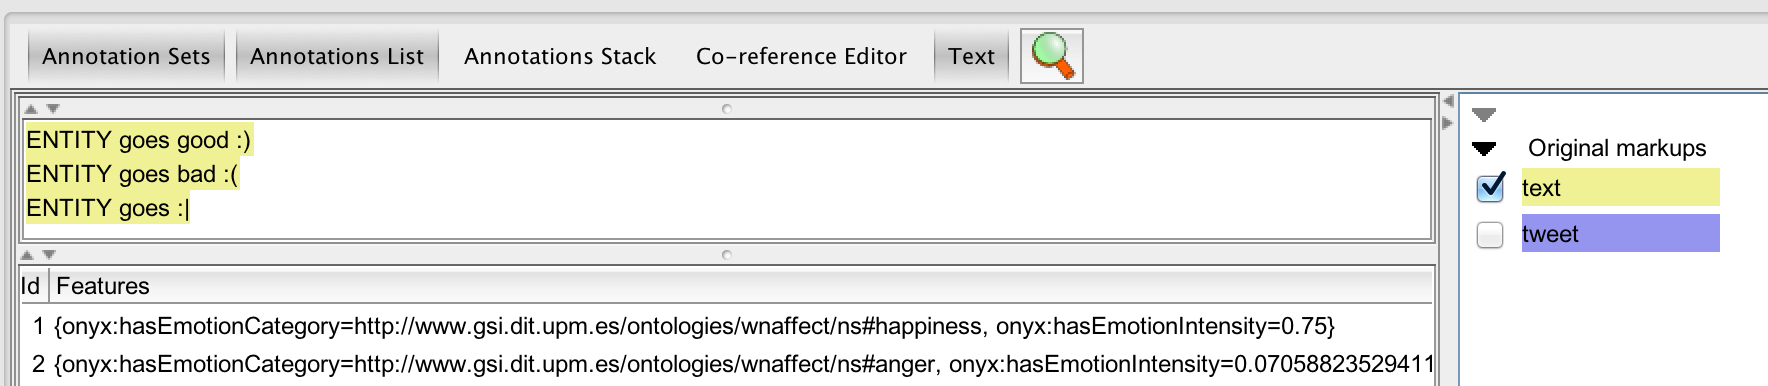 Annotation Sets Annotations List Annotations Stack Co-reference Editor Text
ENTITY goes good :)
ENTITY goes bad :(
ENTITY goes :|
Original markups
text
tweet
Id Features
1 {onyx:hasEmotionCategory=http://www.gsi.dit.upm.es/ontologies/wnaffect/ns#happiness, onyx:hasEmotionIntensity=0.75}
2 {onyx:hasEmotionCategory=http://www.gsi.dit.upm.es/ontologies/wnaffect/ns#anger, onyx:hasEmotionIntensity=0.07058823529411